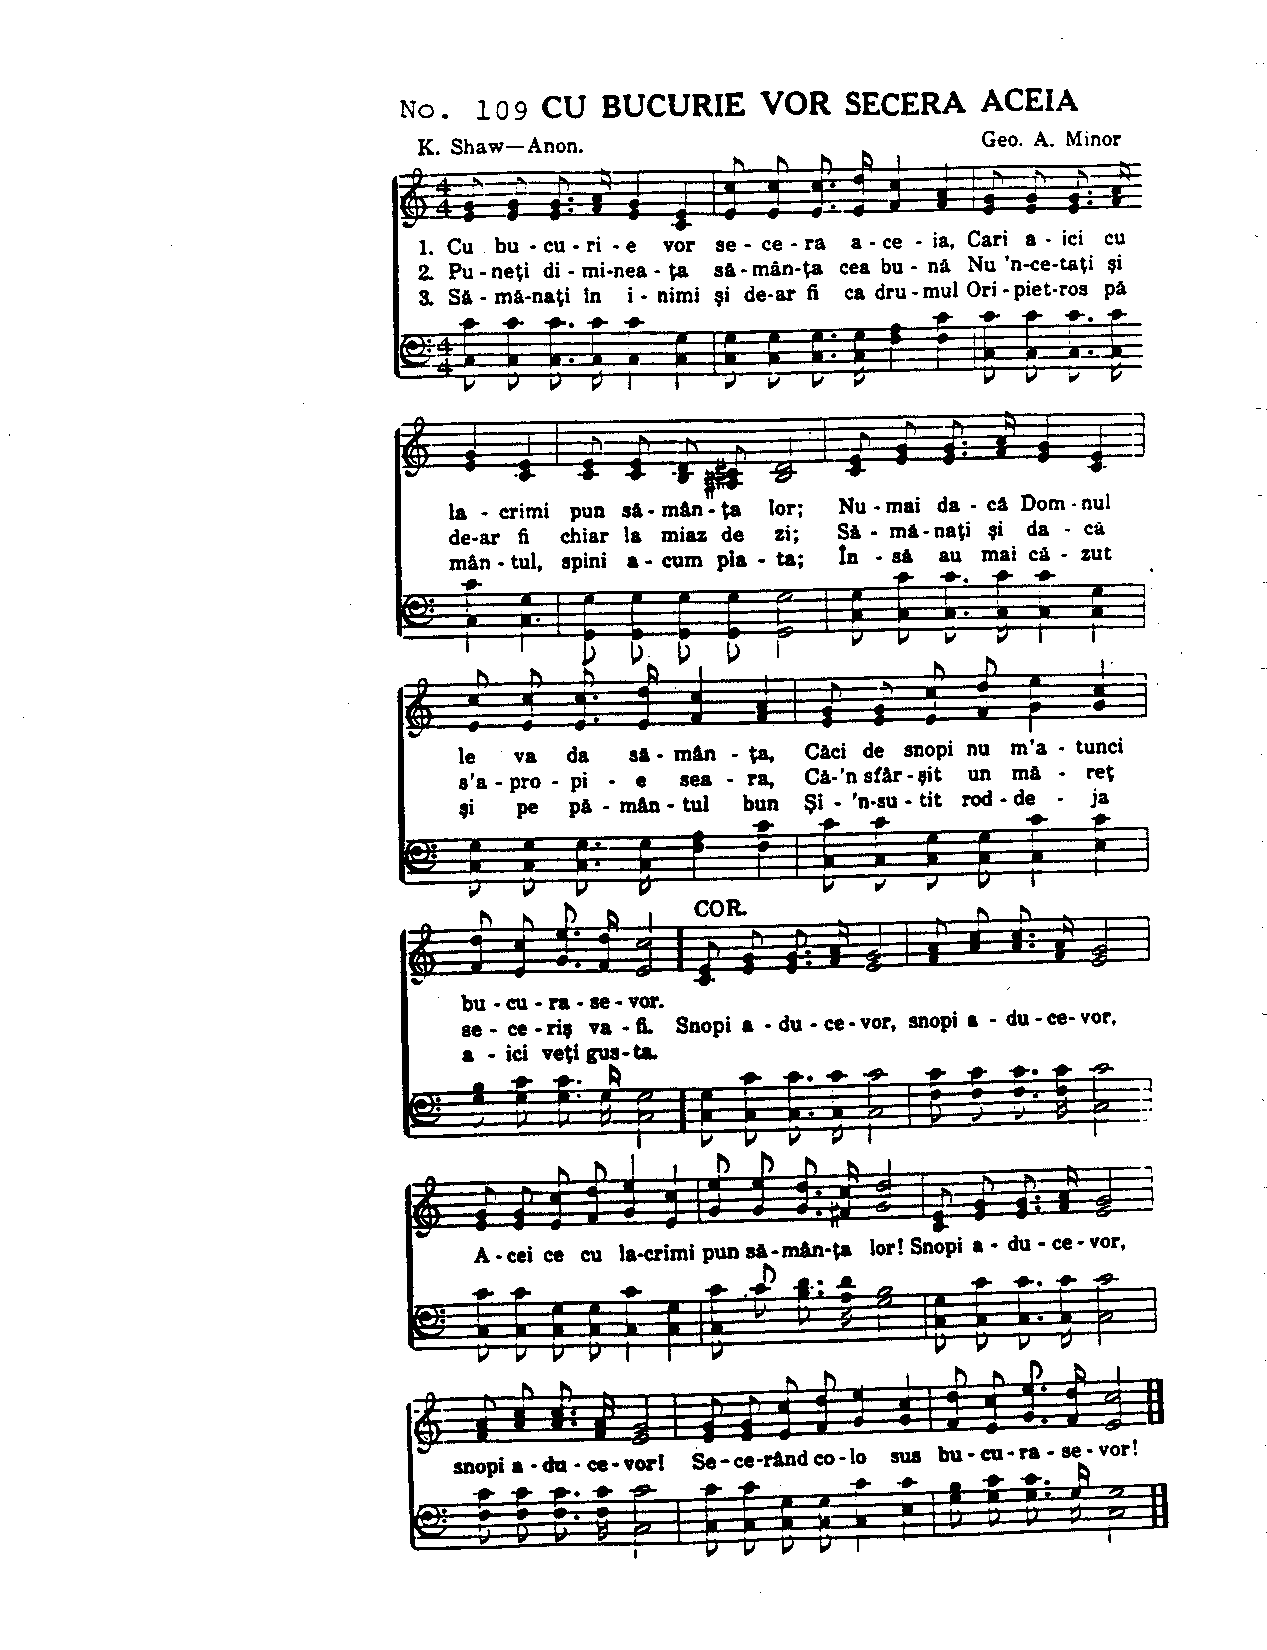 No. 109 CU BUCURIE VOR SECERA ACEIA
K. Shaw—Anon. Geo. A. Minor
1. Cu bu-cu-ri-e vor se-ce-ra a-ce-ia, Cari a-ici cu
2. Pu-neți di-mi-nea-ța să-mân-ța cea bu-nă Nu 'n-ce-tați și
3. Să-mă-nați în i-nimi și de-ar fi ca dru-mul Ori-piet-ros pă
la-crimi pun să-mân-ța lor; Nu-mai da-că Dom-nul
de-ar fi chiar la miaz de zi; Să-mă-nați și da-că
mân-tul, spini a-cum pla-ta; În-să au mai că-zut
le va da să-mân-ța, Căci de snopi nu m'a-tunci
s'a-pro-pi-e sea-ra, Că-'n sfâr-șit un mă-reț
și pe pă-mân-tul bun Și-'n-su-tit rod-de-ja
COR.
bu-cu-ra-se-vor.
se-ce-riș va-fi. Snopi a-du-ce-vor, snopi a-du-ce-vor,
a-ici veți gus-ta.
A-cei ce cu la-crimi pun să-mân-ța lor! Snopi a-du-ce-vor,
snopi a-du-ce-vor! Se-ce-rând co-lo sus bu-cu-ra-se-vor!